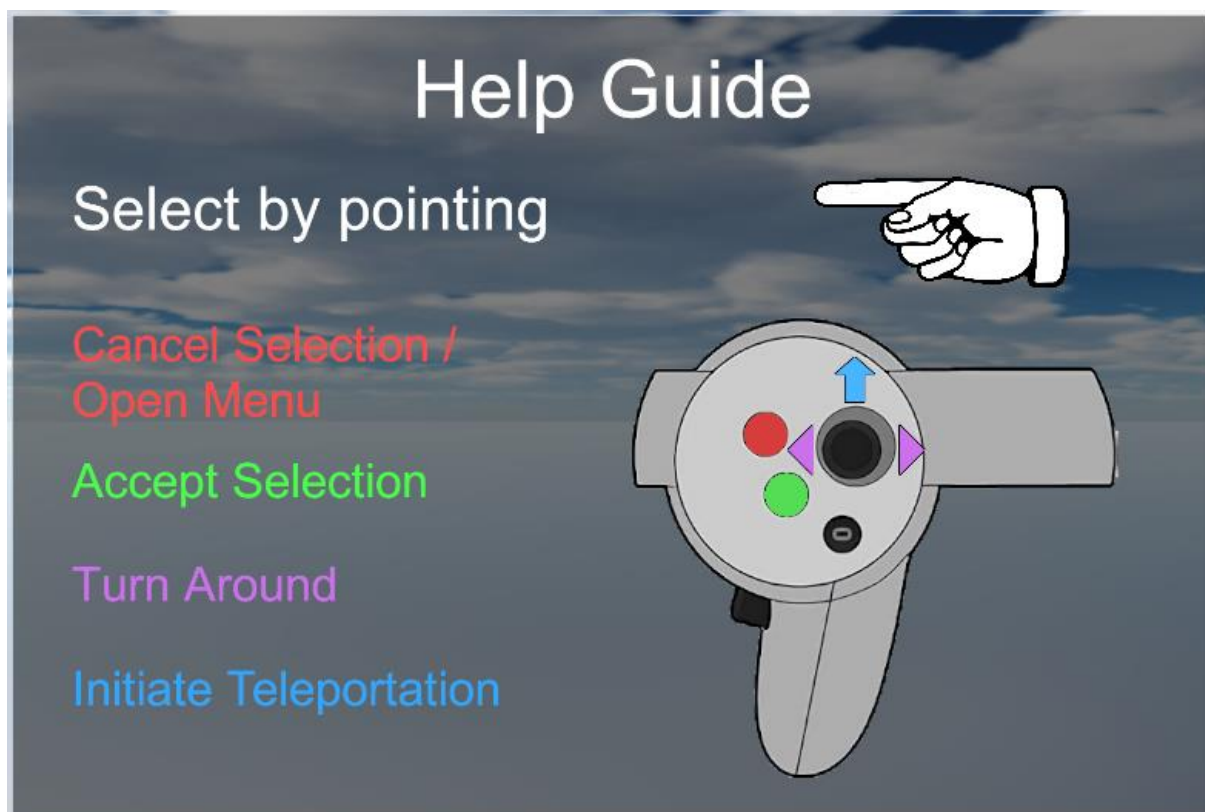 Help Guide
Select by pointing
Cancel Selection /
Open Menu
Accept Selection
Turn Around
Initiate Teleportation